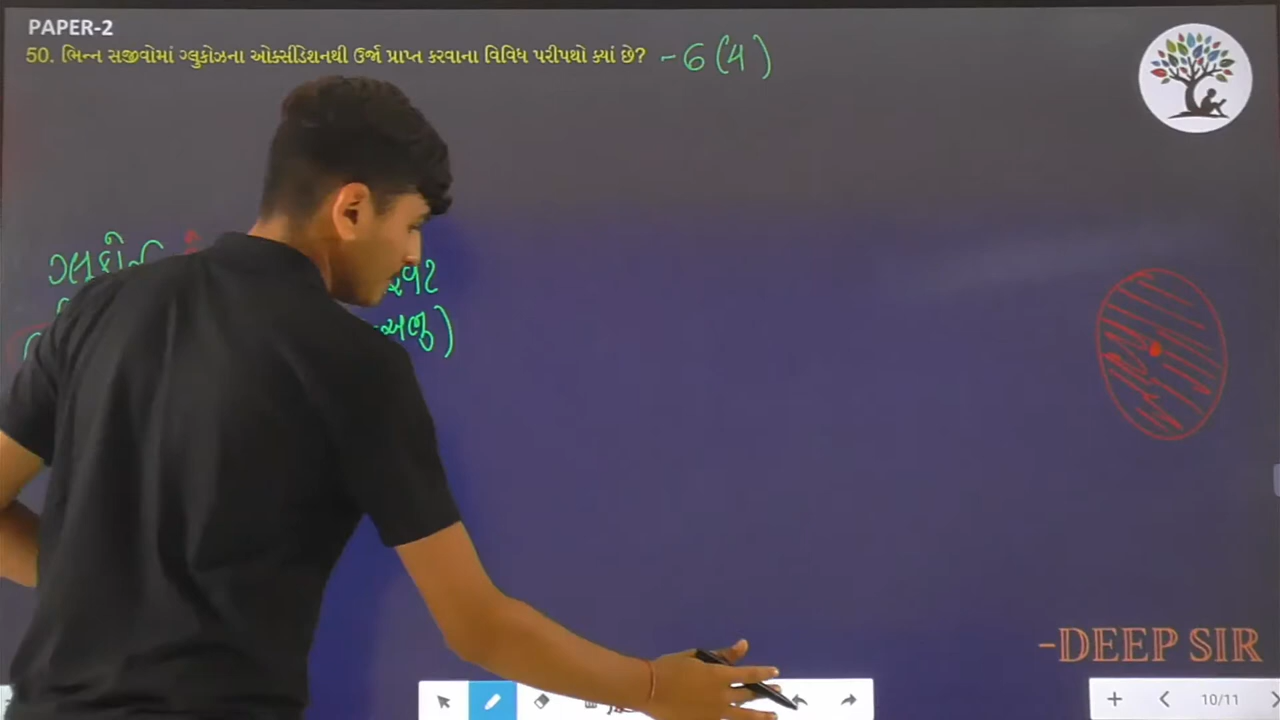 PAPER-2
50. ભિન્ન સજીવોમાં ગ્લુકોઝના ઓક્સીડિશનથી ઉર્જા પ્રાપ્ત કરવાના વિવિધ પરીપથો ક્યાં છે? - 6 (4)
-DEEP SIR
10/11